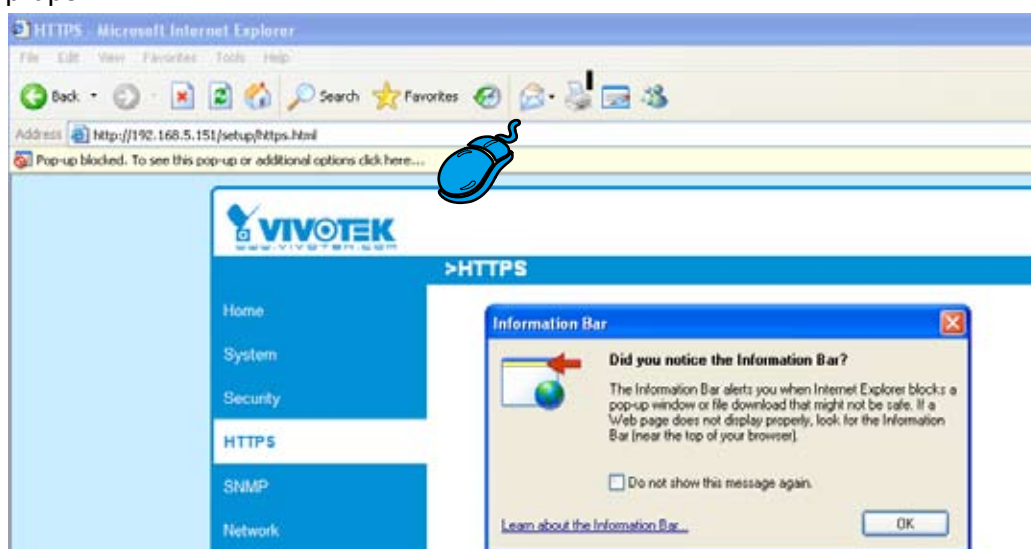 HTTPS Microsoft Internet Explorer
File Edit View Favorites Tools Help
Back Search Favorites
Address http://192.168.5.151/setup/https.html
Pop-up blocked. To see this pop-up or additional options click here...
VIVOTEK
www.vivotek.com
>HTTPS
Home
System
Security
HTTPS
SNMP
Network
Information Bar
Did you notice the Information Bar?
The Information Bar alerts you when Internet Explorer blocks a
pop-up window or file download that might not be safe. If a
Web page does not display properly, look for the Information
Bar (near the top of your browser).
Do not show this message again.
Learn about the Information Bar...
OK